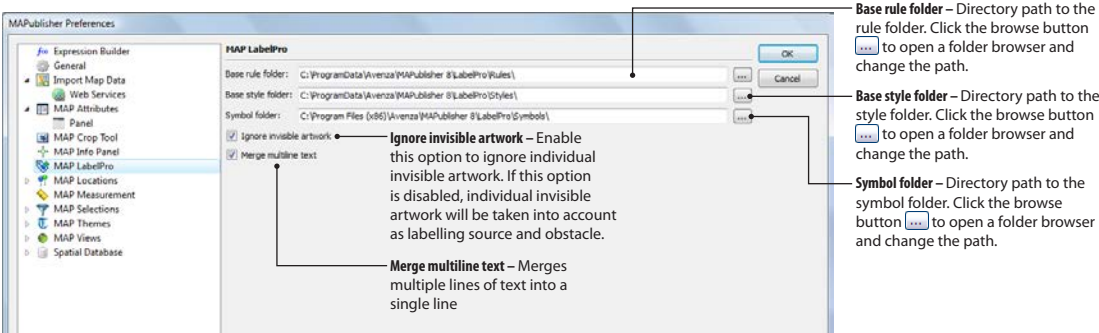 MAPublisher Preferences
fx Expression Builder
General
Import Map Data
Web Services
MAP Attributes
Panel
MAP Crop Tool
MAP Info Panel
MAP LabelPro
MAP Locations
MAP Measurement
MAP Selections
MAP Themes
MAP Views
Spatial Database
MAP LabelPro
Base rule folder: C:\ProgramData\Avenza\MAPublisher 8\LabelPro\Rules\ ...
Base style folder: C:\ProgramData\Avenza\MAPublisher 8\LabelPro\Styles\ ...
Symbol folder: C:\Program Files (x86)\Avenza\MAPublisher 8\LabelPro\Symbols\ ...
Ignore invisible artwork
Merge multiline text
OK
Cancel
Ignore invisible artwork – Enable
this option to ignore individual
invisible artwork. If this option
is disabled, individual invisible
artwork will be taken into account
as labelling source and obstacle.
Merge multiline text – Merges
multiple lines of text into a
single line
Base rule folder – Directory path to the
rule folder. Click the browse button
... to open a folder browser and
change the path.
Base style folder – Directory path to the
style folder. Click the browse button
... to open a folder browser and
change the path.
Symbol folder – Directory path to the
symbol folder. Click the browse
button ... to open a folder browser
and change the path.